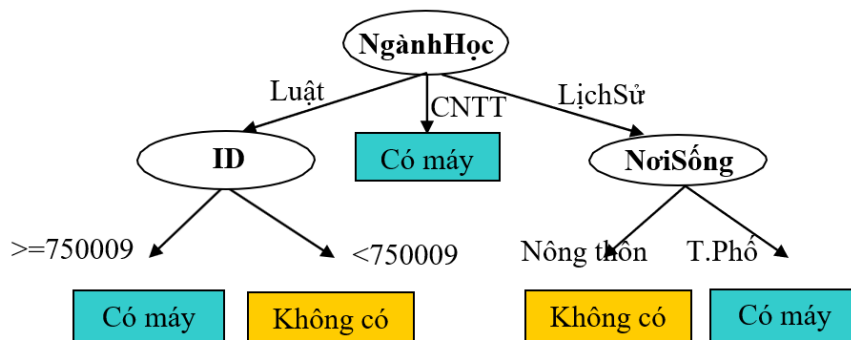 NgànhHọc
Luật
CNTT
LịchSử
ID
Có máy
NơiSống
>=750009
<750009
Nông thôn
T.Phố
Có máy
Không có
Không có
Có máy